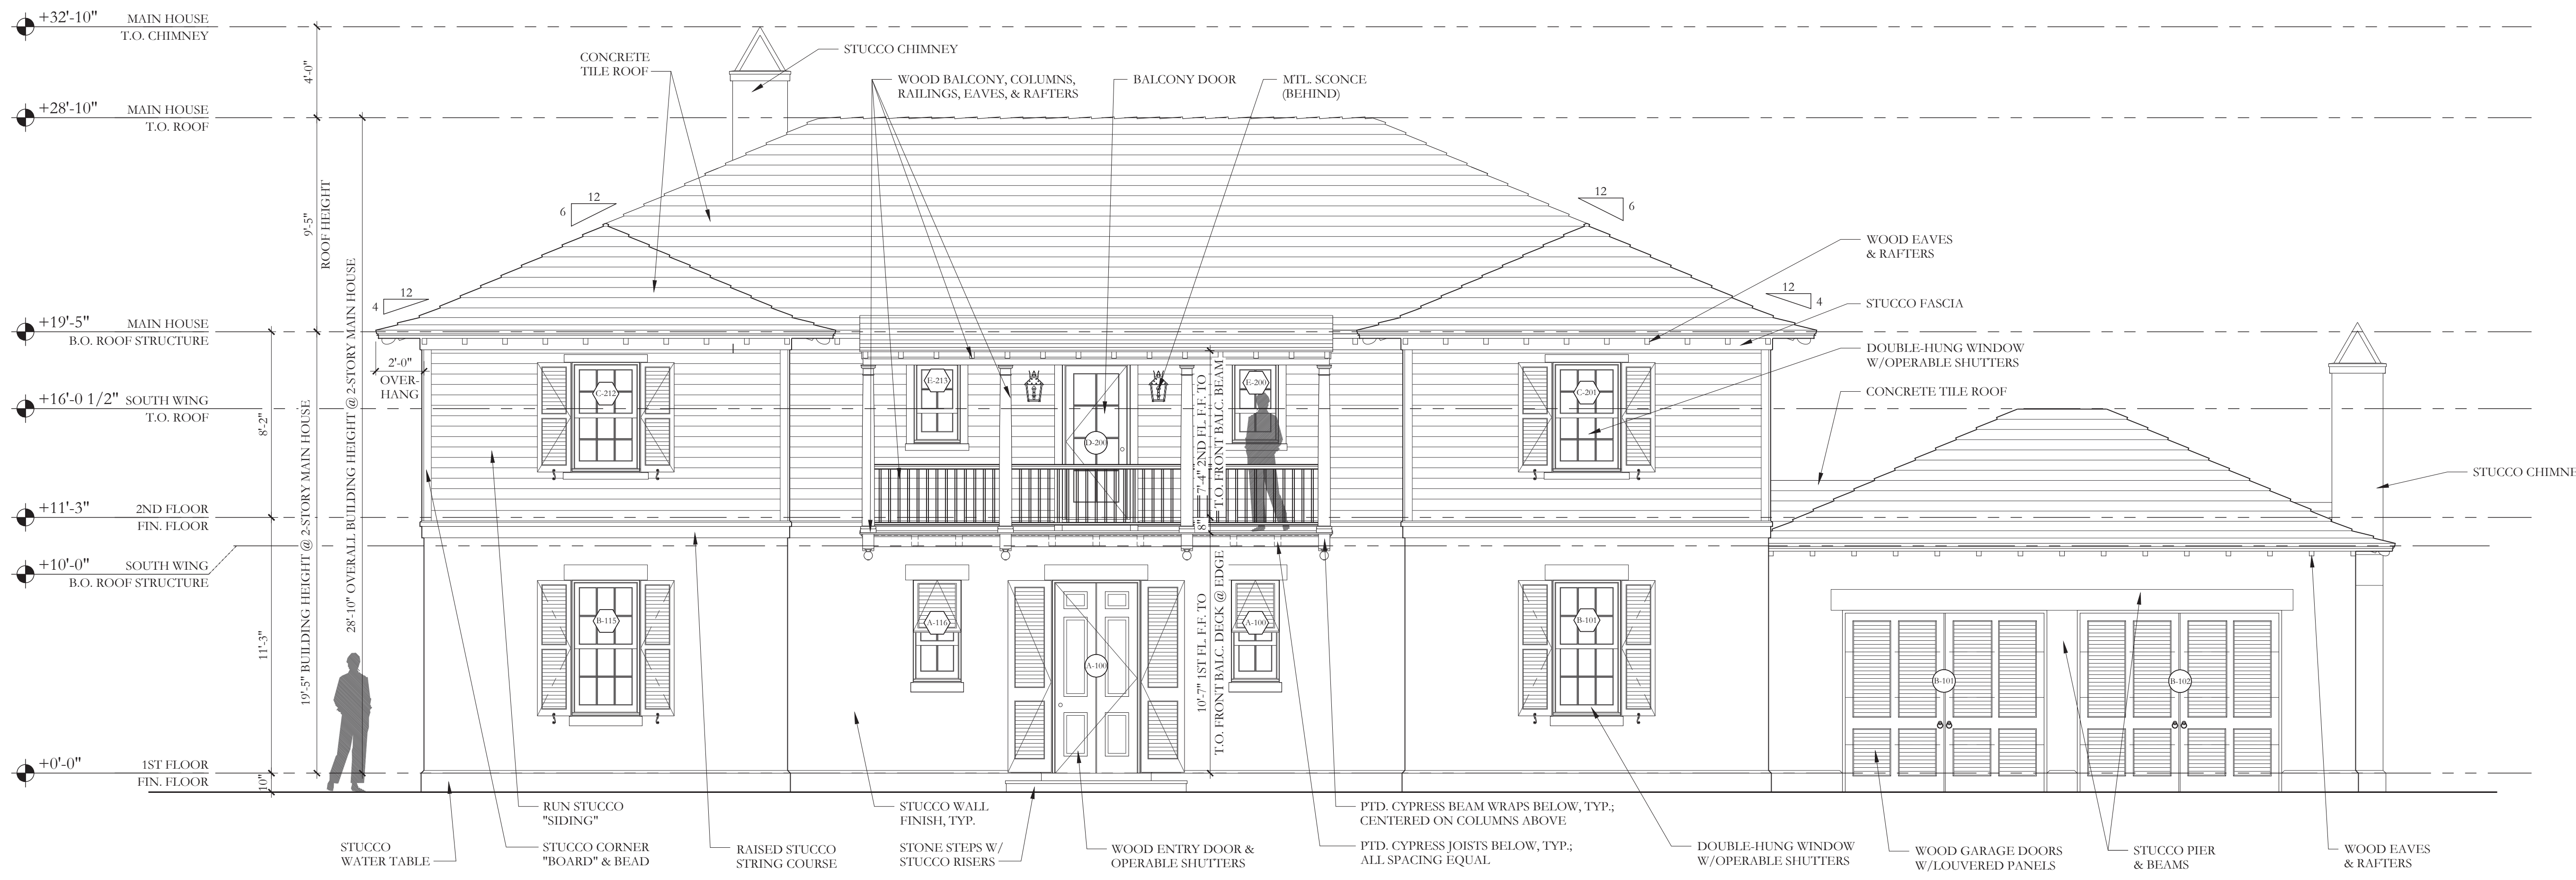 +32'-10" MAIN HOUSE
T.O. CHIMNEY
4'-0"
+28'-10" MAIN HOUSE
T.O. ROOF
9'-5"
ROOF HEIGHT
+19'-5" MAIN HOUSE
B.O. ROOF STRUCTURE
+16'-0 1/2" SOUTH WING
T.O. ROOF
8'-2"
+11'-3" 2ND FLOOR
FIN. FLOOR
+10'-0" SOUTH WING
B.O. ROOF STRUCTURE
11'-3"
+0'-0" 1ST FLOOR
FIN. FLOOR
10"
19'-5" BUILDING HEIGHT @ 2-STORY MAIN HOUSE
28'-10" OVERALL BUILDING HEIGHT @ 2-STORY MAIN HOUSE
CONCRETE
TILE ROOF
STUCCO CHIMNEY
WOOD BALCONY, COLUMNS,
RAILINGS, EAVES, & RAFTERS
BALCONY DOOR
MTL. SCONCE
(BEHIND)
12
6
12
6
12
4
12
4
2'-0"
OVER-
HANG
WOOD EAVES
& RAFTERS
STUCCO FASCIA
DOUBLE-HUNG WINDOW
W/OPERABLE SHUTTERS
CONCRETE TILE ROOF
STUCCO CHIMNE
C-212
E-213
D-200
E-200
C-201
7'-4" 2ND FL. F.F. TO
T.O. FRONT BALC. BEAM
8"
10'-7" 1ST FL. F.F. TO
T.O. FRONT BALC. DECK @ EDGE
B-115
A-116
A-100
A-100
B-101
B-101
B-102
STUCCO
WATER TABLE
RUN STUCCO
"SIDING"
STUCCO CORNER
"BOARD" & BEAD
RAISED STUCCO
STRING COURSE
STUCCO WALL
FINISH, TYP.
STONE STEPS W/
STUCCO RISERS
WOOD ENTRY DOOR &
OPERABLE SHUTTERS
PTD. CYPRESS BEAM WRAPS BELOW, TYP.;
CENTERED ON COLUMNS ABOVE
PTD. CYPRESS JOISTS BELOW, TYP.;
ALL SPACING EQUAL
DOUBLE-HUNG WINDOW
W/OPERABLE SHUTTERS
WOOD GARAGE DOORS
W/LOUVERED PANELS
STUCCO PIER
& BEAMS
WOOD EAVES
& RAFTERS